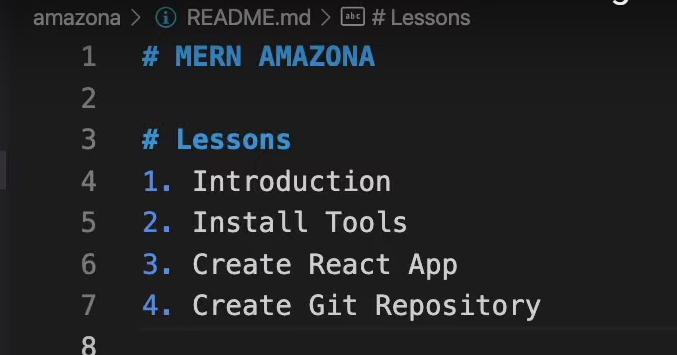 amazona > README.md > # Lessons
1 # MERN AMAZONA
2
3 # Lessons
4 1. Introduction
5 2. Install Tools
6 3. Create React App
7 4. Create Git Repository
8